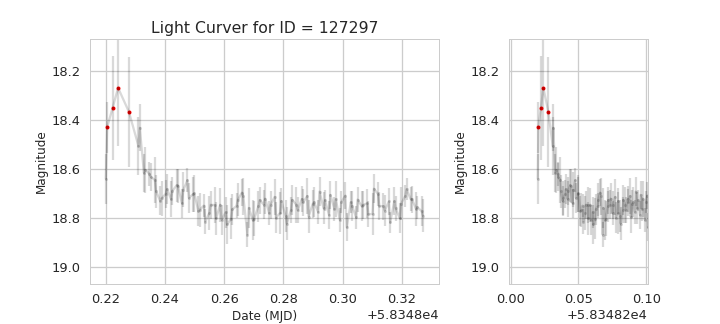 Light Curver for ID = 127297
Magnitude
18.2
18.4
18.6
18.8
19.0
0.22 0.24 0.26 0.28 0.30 0.32
Date (MJD)
+5.8348e4
Magnitude
18.2
18.4
18.6
18.8
19.0
0.00 0.05 0.10
+5.83482e4